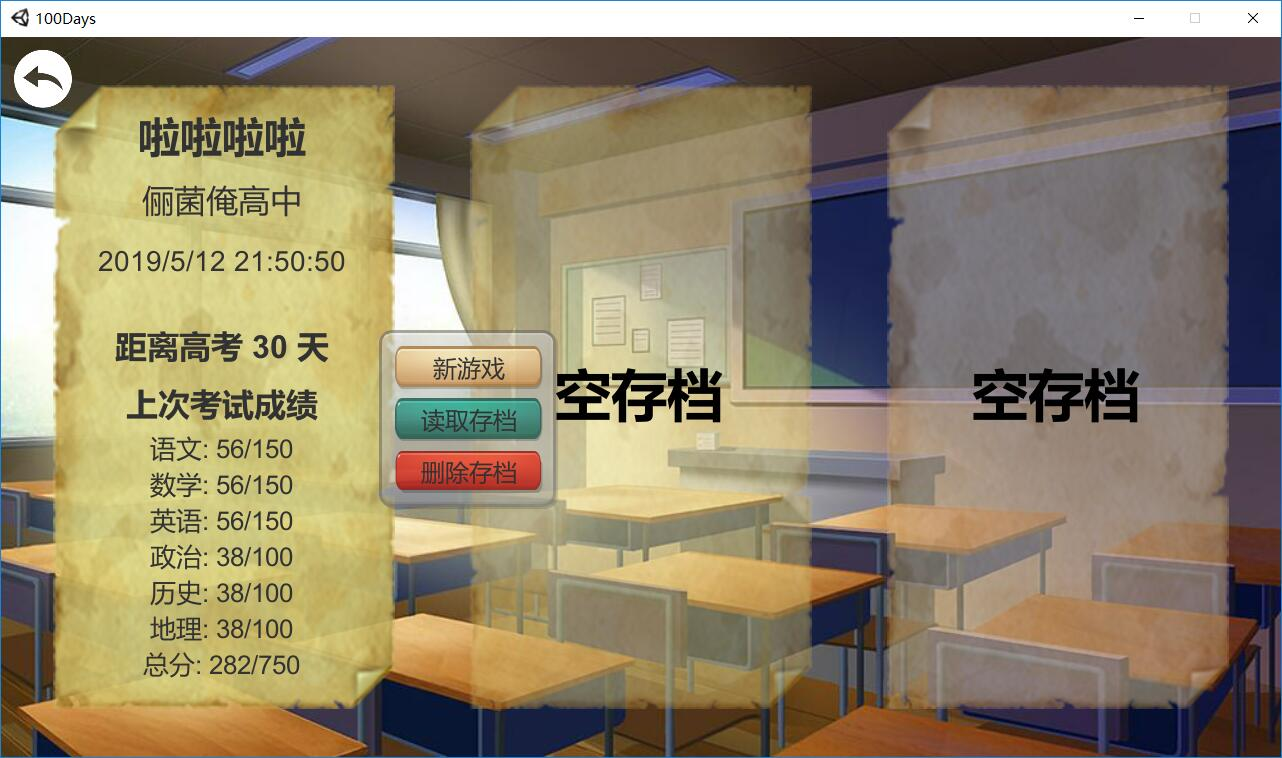 100Days
啦啦啦啦
俪菌俺高中
2019/5/12 21:50:50
距离高考 30 天
上次考试成绩
语文: 56/150
数学: 56/150
英语: 56/150
政治: 38/100
历史: 38/100
地理: 38/100
总分: 282/750
新游戏
读取存档
删除存档
空存档
空存档